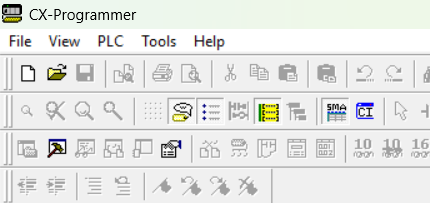 CX-Programmer
File View PLC Tools Help
SMA CI
10 10 16